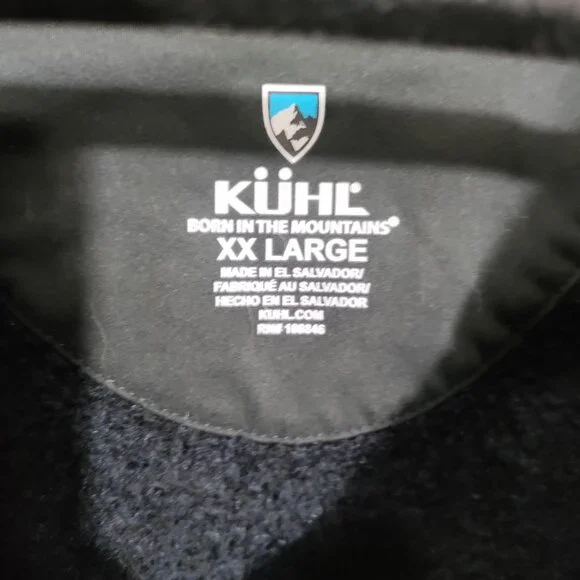 KÜHL
BORN IN THE MOUNTAINS®
XX LARGE
MADE IN EL SALVADOR/
FABRIQUÉ AU SALVADOR/
HECHO EN EL SALVADOR
KUHL.COM